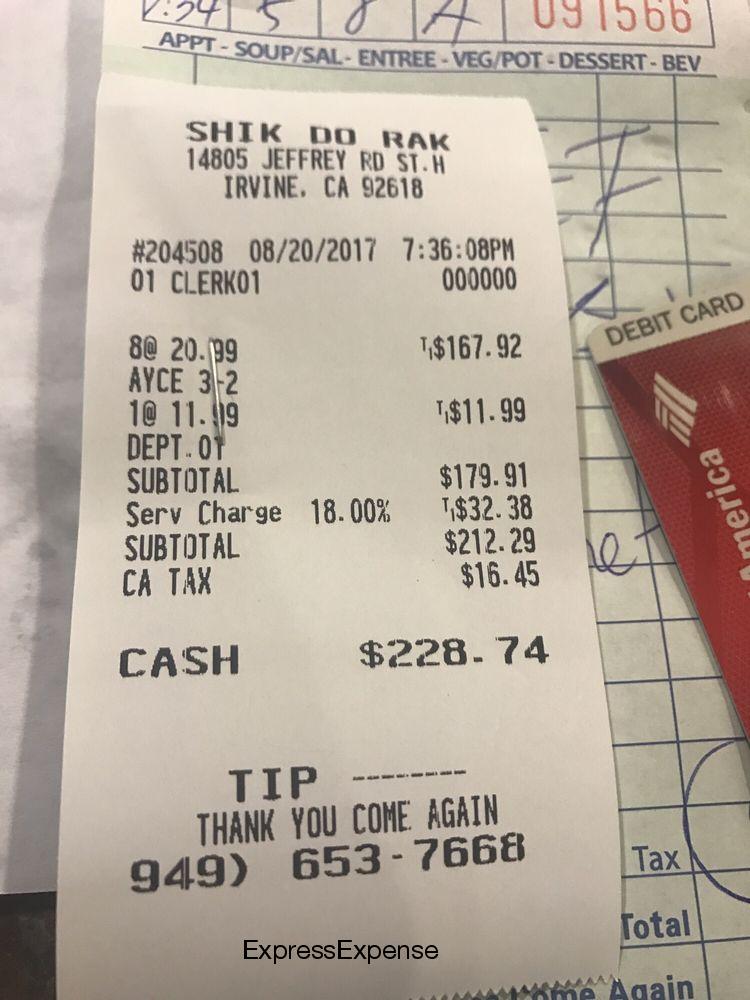 5 8 A 091566
APPT - SOUP/SAL - ENTREE - VEG/POT - DESSERT - BEV
SHIK DO RAK
14805 JEFFREY RD ST.H
IRVINE, CA 92618
#204508 08/20/2017 7:36:08PM
01 CLERK01 000000
8@ 20.99 T1$167.92
AYCE 3-2
1@ 11.99 T1$11.99
DEPT.01
SUBTOTAL $179.91
Serv Charge 18.00% T1$32.38
SUBTOTAL $212.29
CA TAX $16.45
CASH $228.74
TIP --------
THANK YOU COME AGAIN
949) 653-7668
ExpressExpense
DEBIT CARD
America
Tax
Total
Come Again